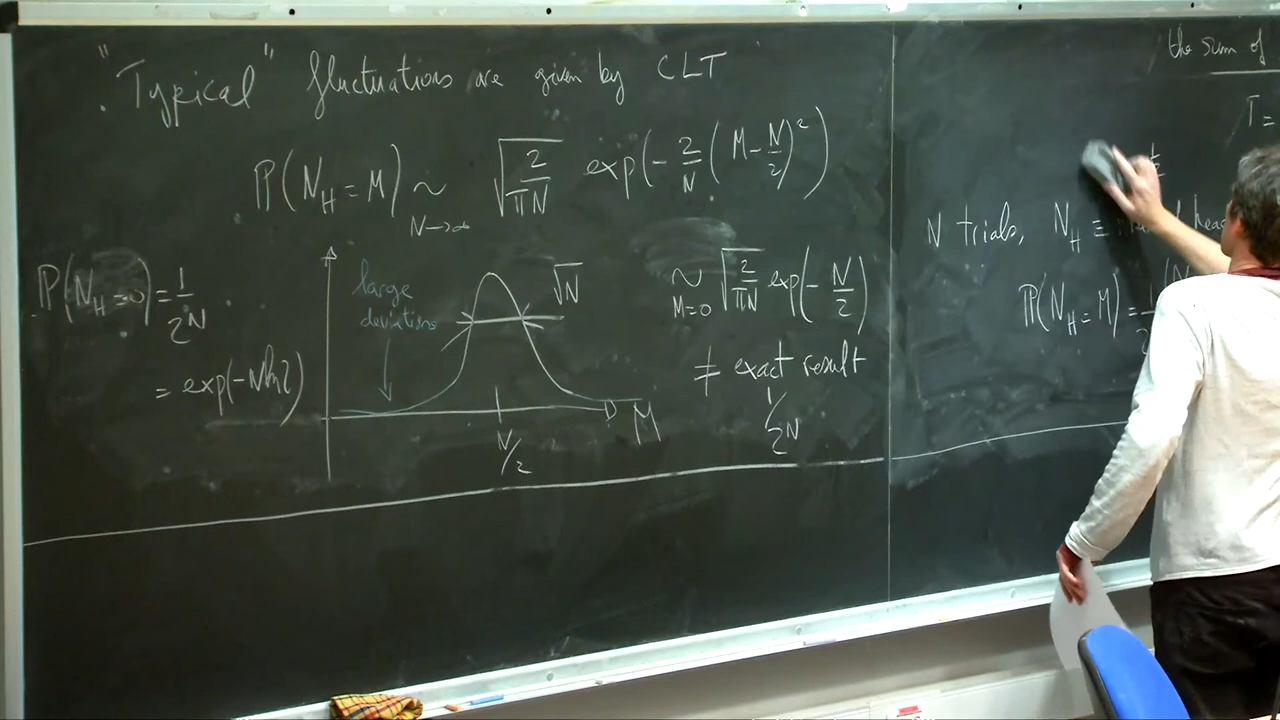 "Typical" fluctuations are given by CLT
ℙ(N_H = M) ∼_{N→∞} √(2/πN) exp(-2/N (M - N/2)²)
ℙ(N_H = 0) = 1/2^N
= exp(-N ln 2)
large
deviations
√N
N/2
M
∼_{M=0} √(2/πN) exp(-N/2)
≠ exact result
1/2^N
the sum of
T =
N trials, N_H ≡
ℙ(N_H = M) = 1